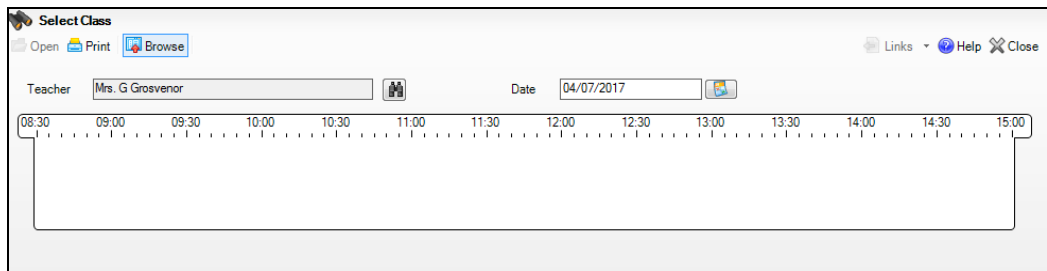 Select Class
Open Print Browse Links Help Close
Teacher Mrs. G Grosvenor Date 04/07/2017
08:30 09:00 09:30 10:00 10:30 11:00 11:30 12:00 12:30 13:00 13:30 14:00 14:30 15:00